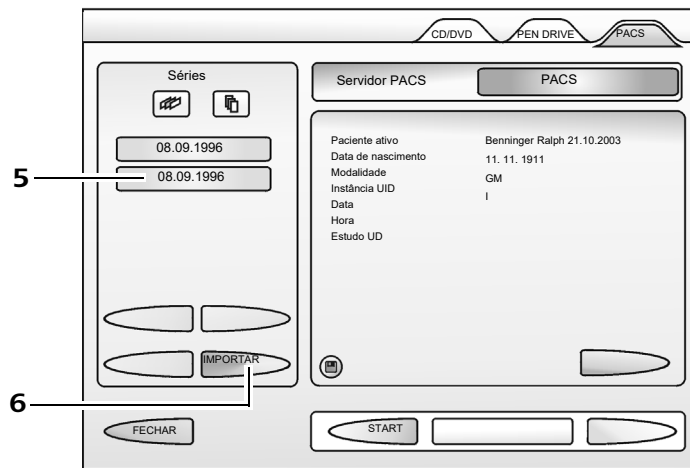 CD/DVD PEN DRIVE PACS
Séries
Servidor PACS PACS
08.09.1996
08.09.1996
Paciente ativo Benninger Ralph 21.10.2003
Data de nascimento 11. 11. 1911
Modalidade GM
Instância UID I
Data
Hora
Estudo UD
5
IMPORTAR
6
FECHAR
START